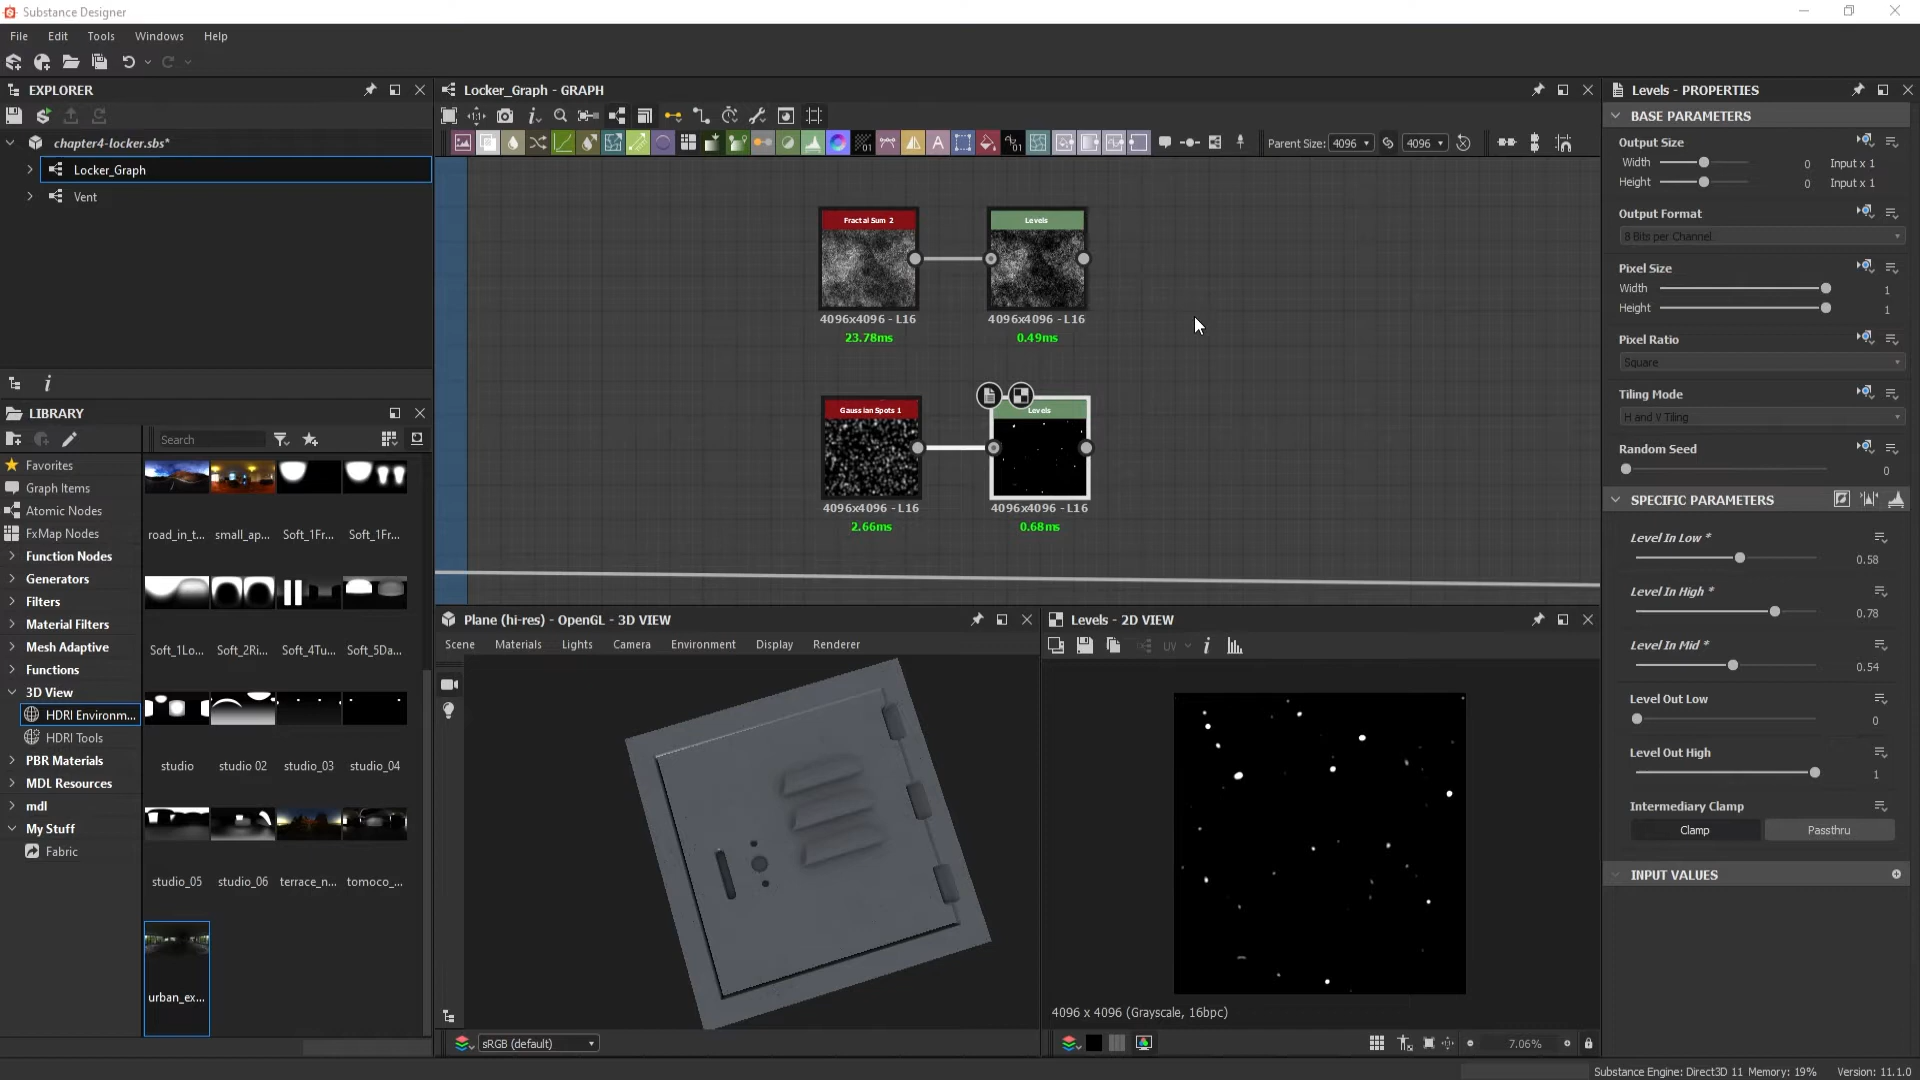 Substance Designer
File Edit Tools Windows Help
EXPLORER
chapter4-locker.sbs*
Locker_Graph
Vent
LIBRARY
Search
Favorites
Graph Items
Atomic Nodes
FxMap Nodes
Function Nodes
Generators
Filters
Material Filters
Mesh Adaptive
Functions
3D View
HDRI Environm...
HDRI Tools
PBR Materials
MDL Resources
mdl
My Stuff
Fabric
road_in_t... small_ap... Soft_1Fr... Soft_1Fr...
Soft_1Lo... Soft_2Ri... Soft_4Tu... Soft_5Da...
studio studio 02 studio_03 studio_04
studio_05 studio_06 terrace_n... tomoco_...
urban_ex...
Locker_Graph - GRAPH
Parent Size: 4096 4096
Fractal Sum 2
4096x4096 - L16
23.78ms
Levels
4096x4096 - L16
0.49ms
Gaussian Spots 1
4096x4096 - L16
2.66ms
Levels
4096x4096 - L16
0.68ms
Plane (hi-res) - OpenGL - 3D VIEW
Scene Materials Lights Camera Environment Display Renderer
sRGB (default)
Levels - 2D VIEW
UV
4096 x 4096 (Grayscale, 16bpc)
7.06%
Levels - PROPERTIES
BASE PARAMETERS
Output Size
Width 0 Input x 1
Height 0 Input x 1
Output Format
8 Bits per Channel
Pixel Size
Width 1
Height 1
Pixel Ratio
Square
Tiling Mode
H and V Tiling
Random Seed
0
SPECIFIC PARAMETERS
Level In Low *
0.58
Level In High *
0.78
Level In Mid *
0.54
Level Out Low
0
Level Out High
1
Intermediary Clamp
Clamp Passthru
INPUT VALUES
Substance Engine: Direct3D 11 Memory: 19% Version: 11.1.0